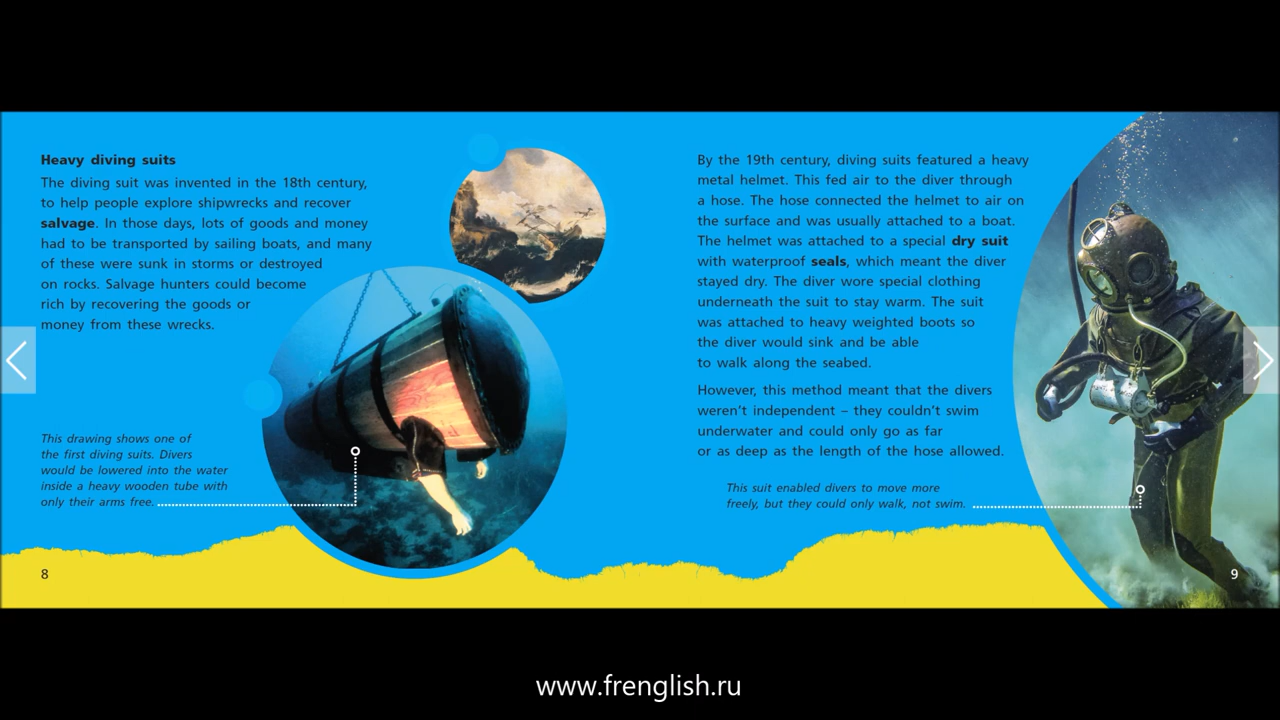 Heavy diving suits
The diving suit was invented in the 18th century,
to help people explore shipwrecks and recover
salvage. In those days, lots of goods and money
had to be transported by sailing boats, and many
of these were sunk in storms or destroyed
on rocks. Salvage hunters could become
rich by recovering the goods or
money from these wrecks.
This drawing shows one of
the first diving suits. Divers
would be lowered into the water
inside a heavy wooden tube with
only their arms free.
8
By the 19th century, diving suits featured a heavy
metal helmet. This fed air to the diver through
a hose. The hose connected the helmet to air on
the surface and was usually attached to a boat.
The helmet was attached to a special dry suit
with waterproof seals, which meant the diver
stayed dry. The diver wore special clothing
underneath the suit to stay warm. The suit
was attached to heavy weighted boots so
the diver would sink and be able
to walk along the seabed.
However, this method meant that the divers
weren't independent – they couldn't swim
underwater and could only go as far
or as deep as the length of the hose allowed.
This suit enabled divers to move more
freely, but they could only walk, not swim.
9
www.frenglish.ru